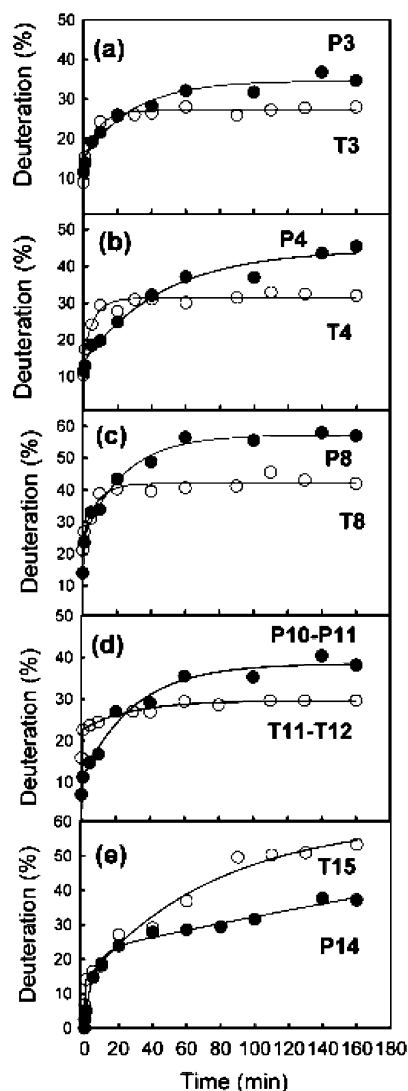 50
(a)
P3
40
30
20
10
T3
Deuteration (%)
0
(b)
P4
40
30
20
10
T4
Deuteration (%)
0
60
(c)
50
P8
40
30
20
10
T8
Deuteration (%)
50
(d)
P10-P11
40
30
20
10
T11-T12
Deuteration (%)
60
(e)
50
T15
40
30
20
10
P14
Deuteration (%)
0
0 20 40 60 80 100 120 140 160 180
Time (min)